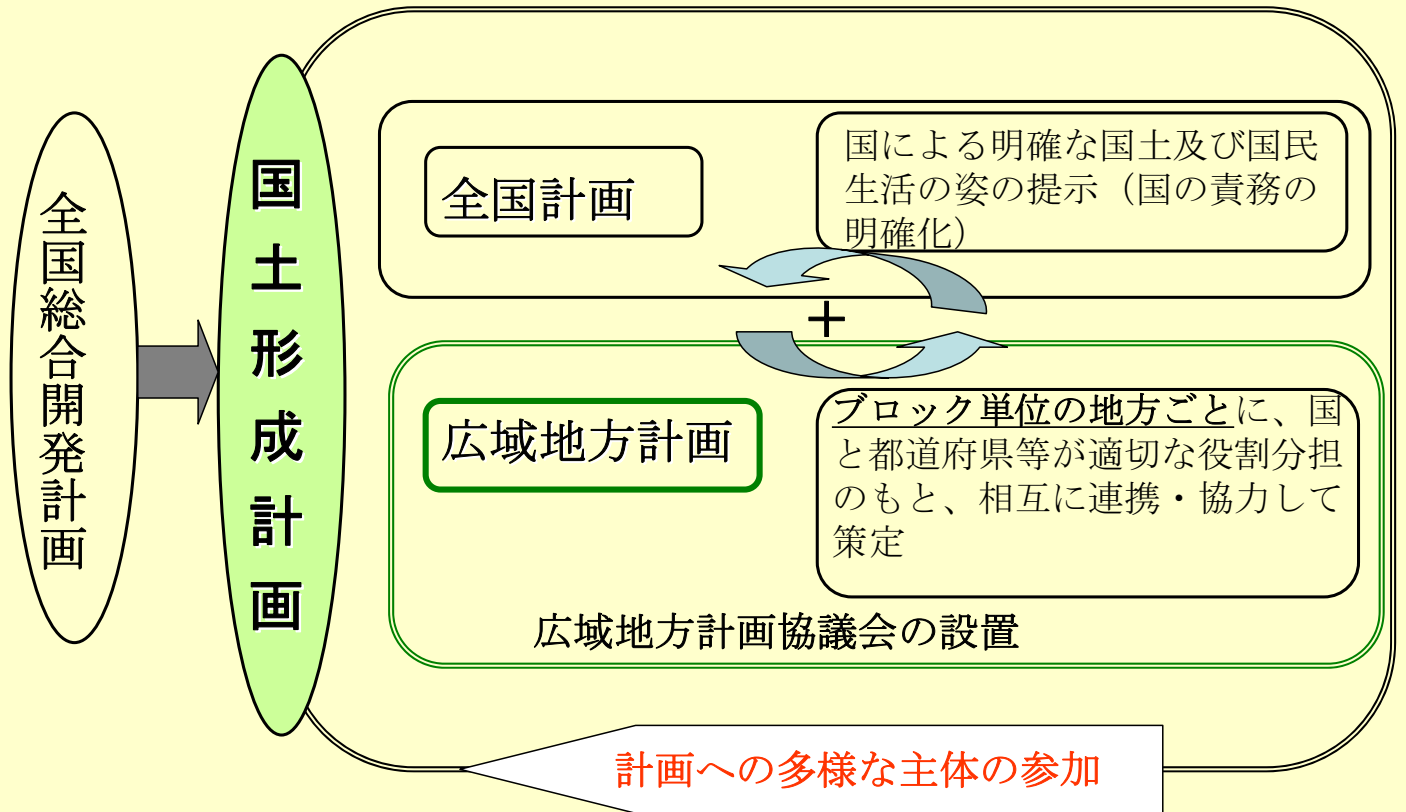 全国総合開発計画
国土形成計画
全国計画
国による明確な国土及び国民
生活の姿の提示（国の責務の
明確化）
＋
広域地方計画
ブロック単位の地方ごとに、国
と都道府県等が適切な役割分担
のもと、相互に連携・協力して
策定
広域地方計画協議会の設置
計画への多様な主体の参加